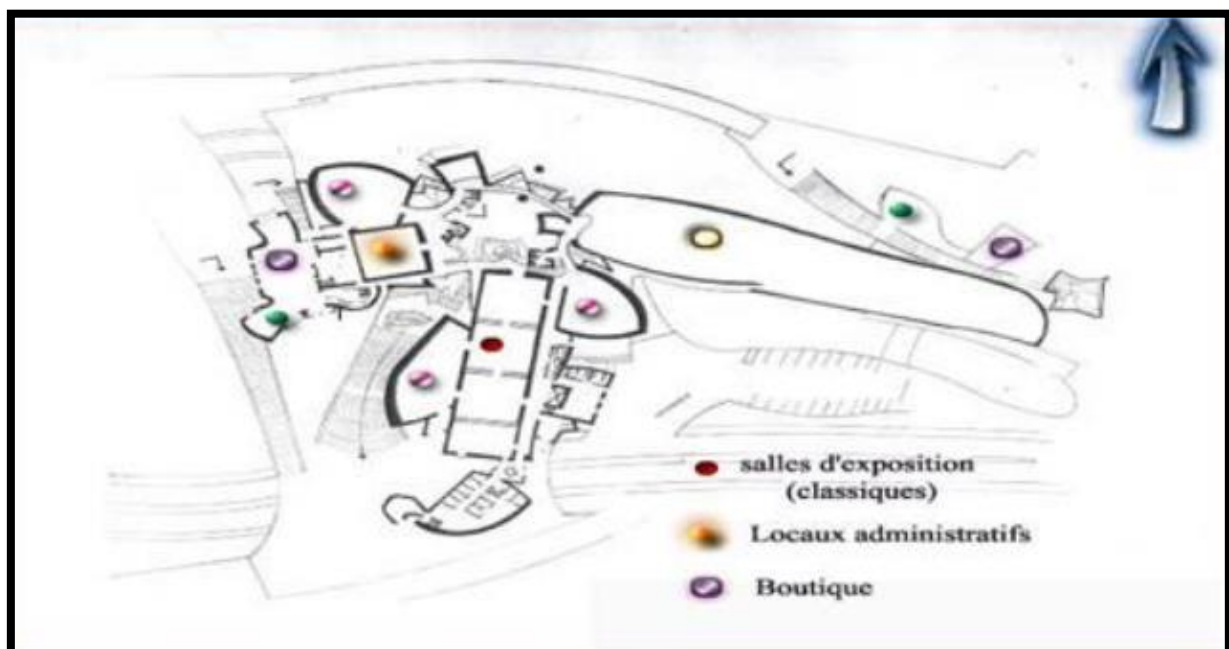 salles d'exposition
(classiques)
Locaux administratifs
Boutique